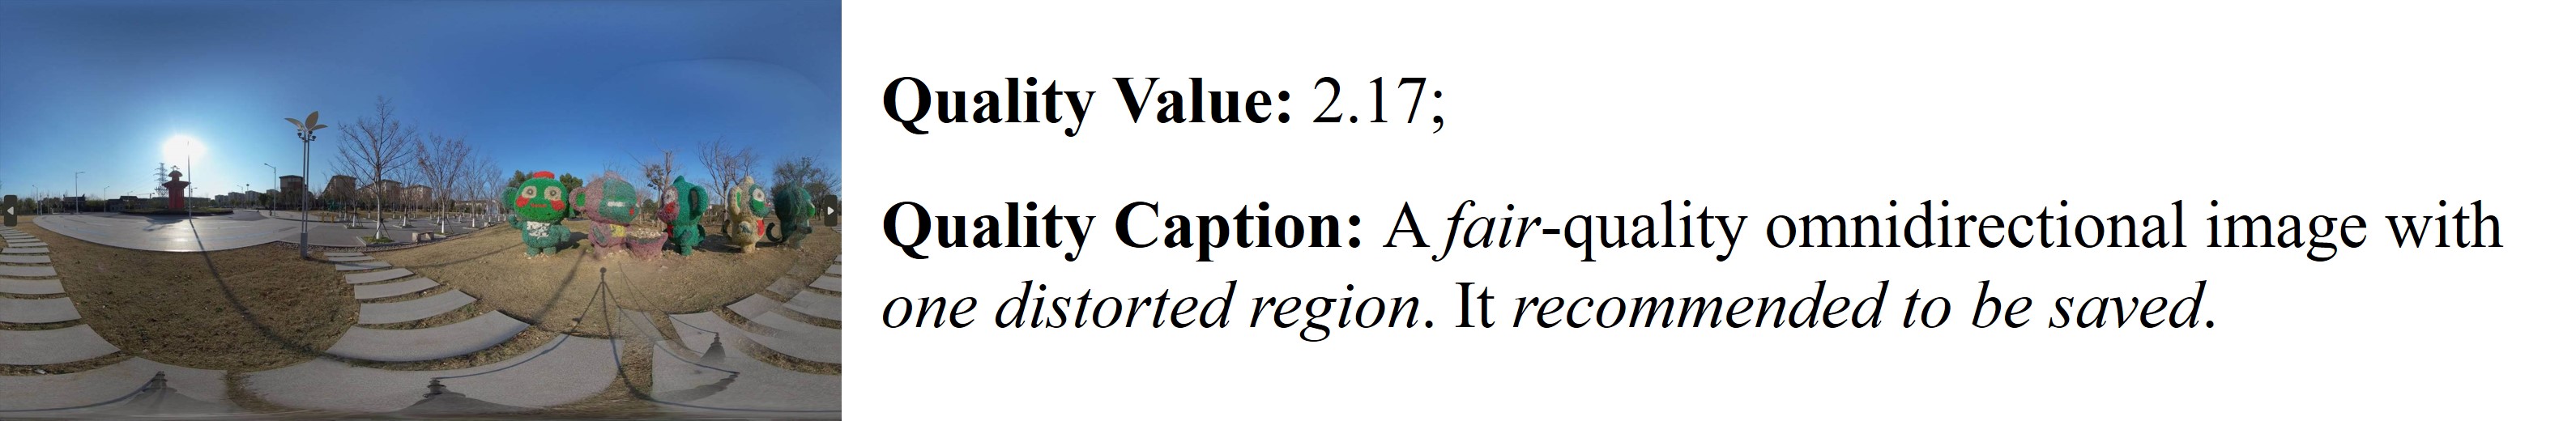 Quality Value: 2.17;
Quality Caption: A fair-quality omnidirectional image with
one distorted region. It recommended to be saved.